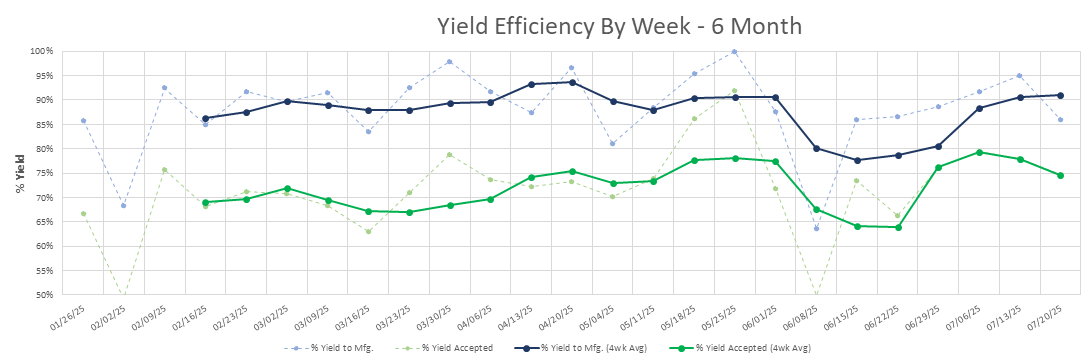 Yield Efficiency By Week - 6 Month
100%
95%
90%
85%
80%
75%
70%
65%
60%
55%
50%
% Yield
01/26/25 02/02/25 02/09/25 02/16/25 02/23/25 03/02/25 03/09/25 03/16/25 03/23/25 03/30/25 04/06/25 04/13/25 04/20/25 05/04/25 05/11/25 05/18/25 05/25/25 06/01/25 06/08/25 06/15/25 06/22/25 06/29/25 07/06/25 07/13/25 07/20/25
% Yield to Mfg. % Yield Accepted % Yield to Mfg. (4wk Avg) % Yield Accepted (4wk Avg)